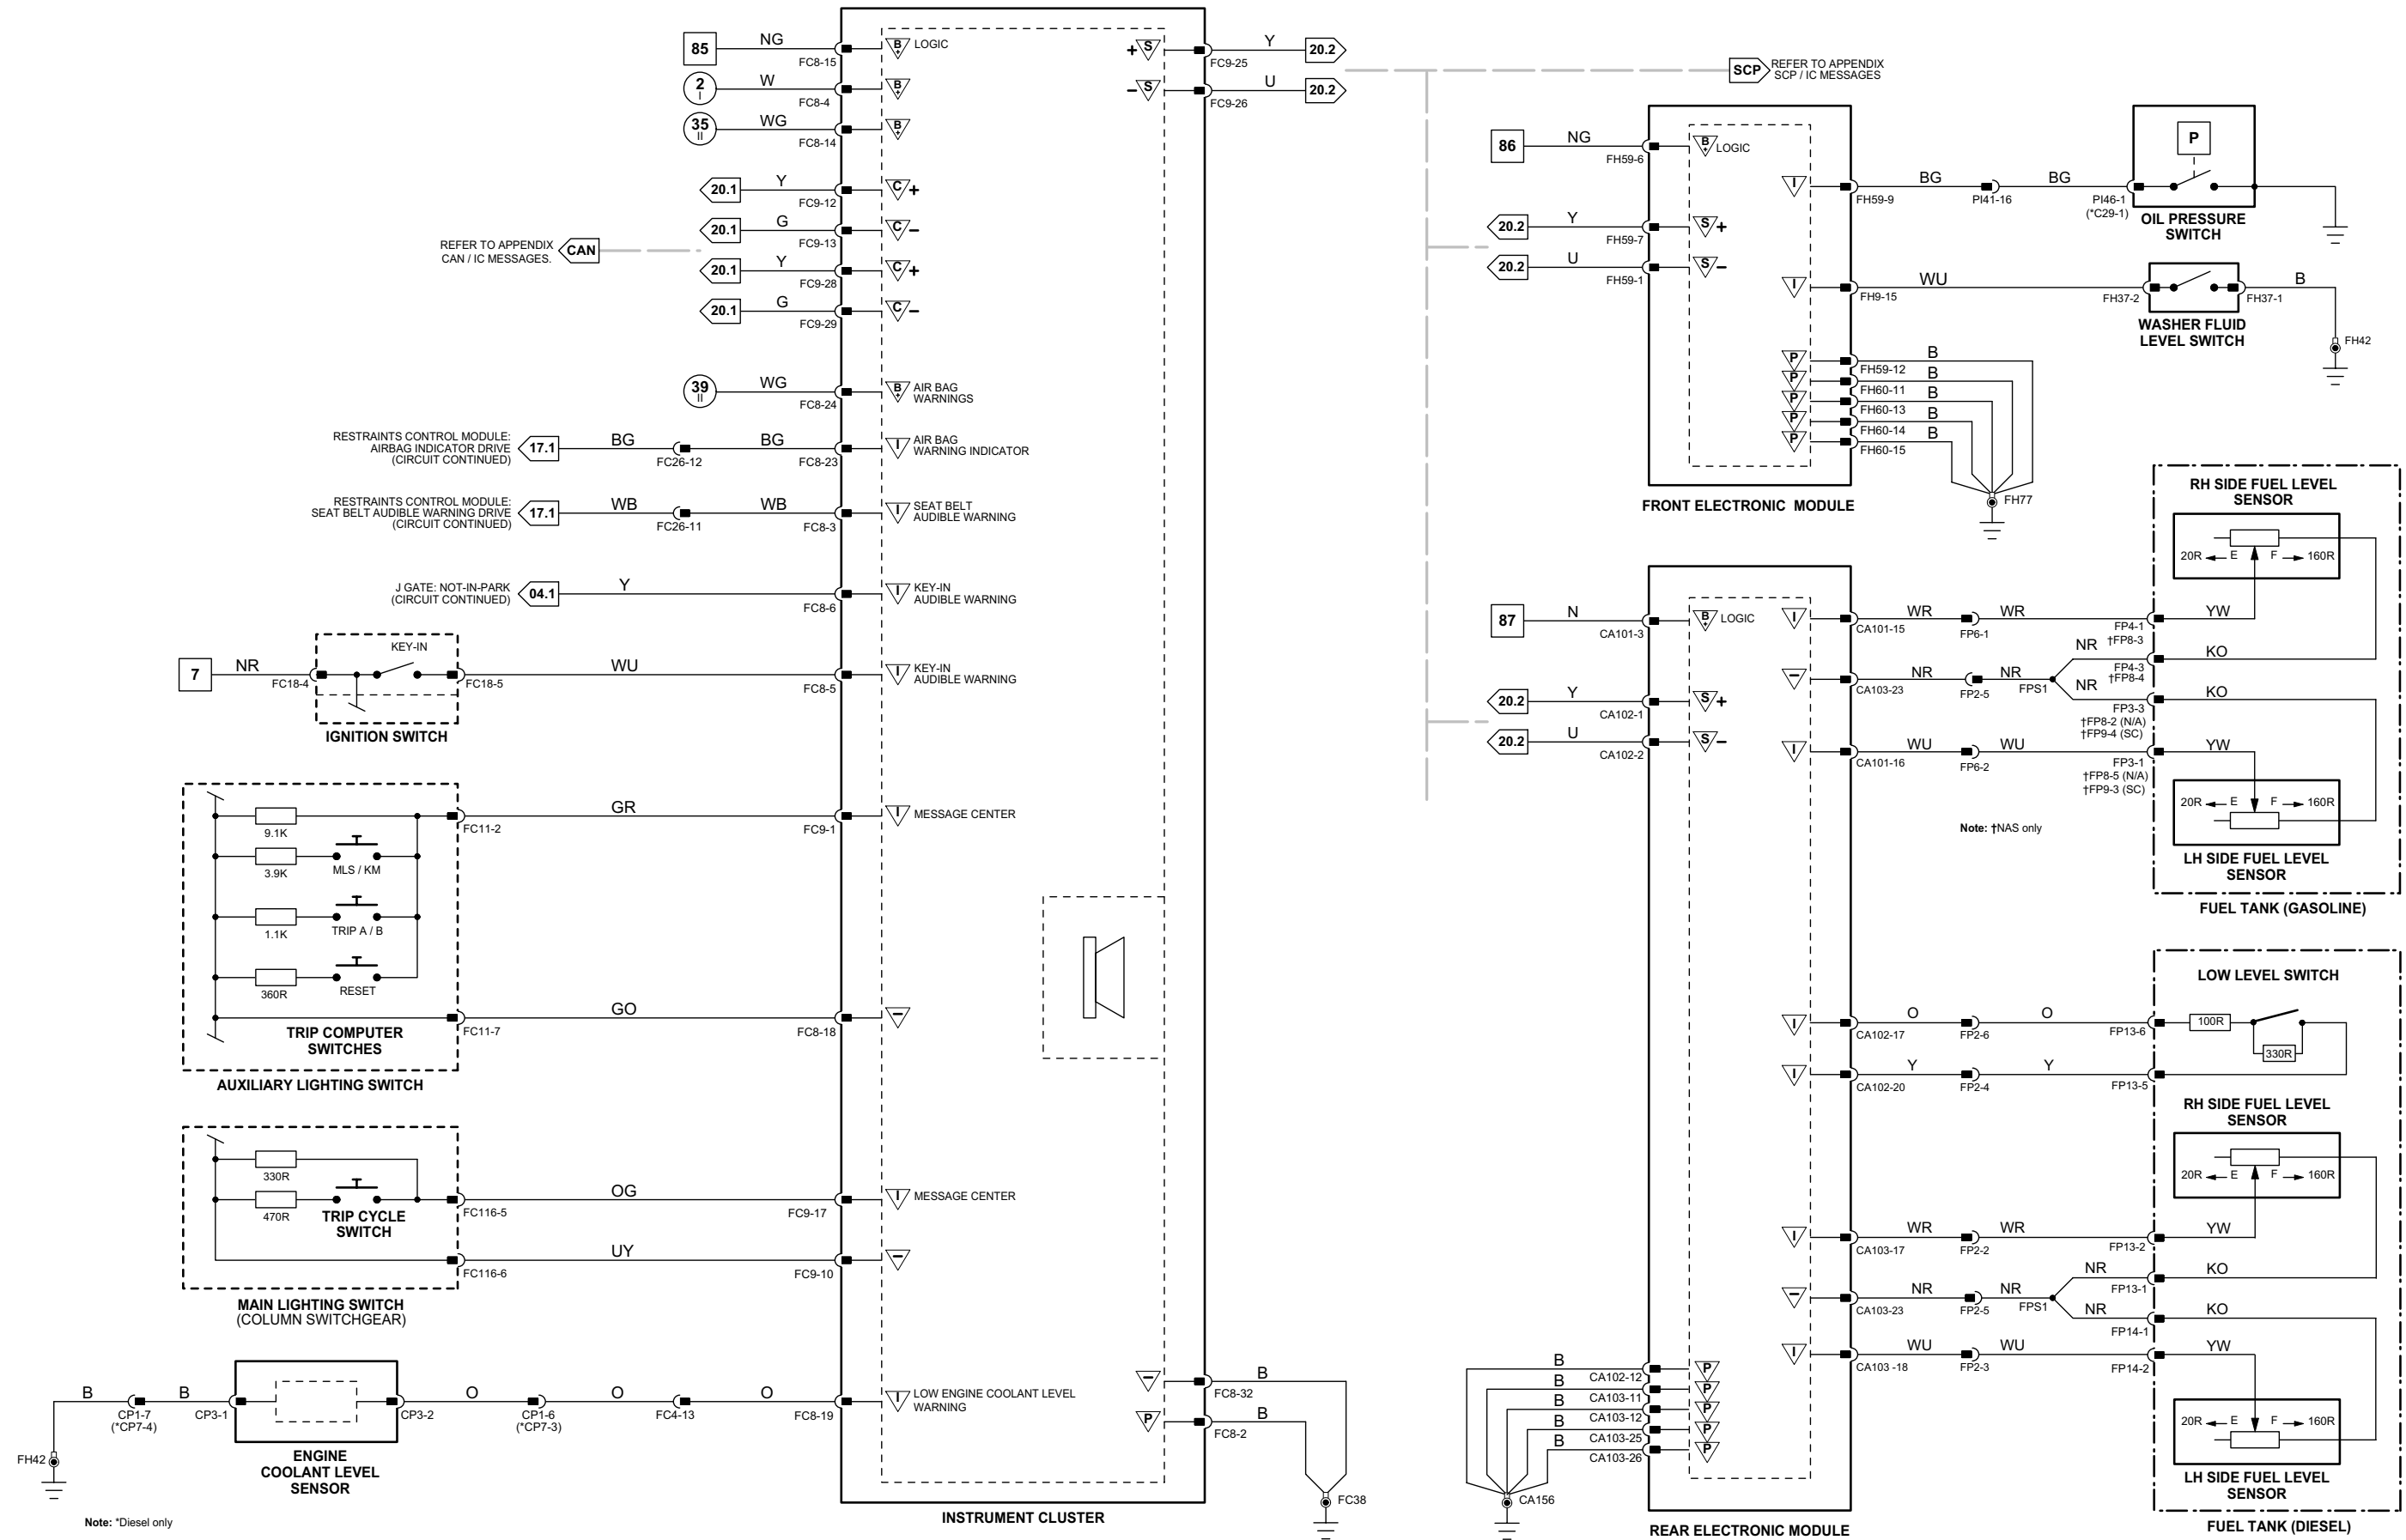 85
NG
FC8-15
B+
LOGIC
2
I
W
FC8-4
B+
35
II
WG
FC8-14
B+
20.1
Y
FC9-12
C +
20.1
G
FC9-13
C –
REFER TO APPENDIX
CAN / IC MESSAGES.
CAN
20.1
Y
FC9-28
C +
20.1
G
FC9-29
C –
39
II
WG
FC8-24
B+
AIR BAG
WARNINGS
RESTRAINTS CONTROL MODULE:
AIRBAG INDICATOR DRIVE
(CIRCUIT CONTINUED)
17.1
BG
FC26-12
BG
FC8-23
I
AIR BAG
WARNING INDICATOR
RESTRAINTS CONTROL MODULE:
SEAT BELT AUDIBLE WARNING DRIVE
(CIRCUIT CONTINUED)
17.1
WB
FC26-11
WB
FC8-3
I
SEAT BELT
AUDIBLE WARNING
J GATE: NOT-IN-PARK
(CIRCUIT CONTINUED)
04.1
Y
FC8-6
I
KEY-IN
AUDIBLE WARNING
7
NR
FC18-4
KEY-IN
FC18-5
WU
FC8-5
I
KEY-IN
AUDIBLE WARNING
IGNITION SWITCH
9.1K
3.9K
MLS / KM
1.1K
TRIP A / B
360R
RESET
FC11-2
GR
FC9-1
I
MESSAGE CENTER
FC11-7
GO
FC8-18
–
TRIP COMPUTER
SWITCHES
AUXILIARY LIGHTING SWITCH
330R
470R
TRIP CYCLE
SWITCH
FC116-5
OG
FC9-17
I
MESSAGE CENTER
FC116-6
UY
FC9-10
–
MAIN LIGHTING SWITCH
(COLUMN SWITCHGEAR)
FH42
B
CP1-7
(*CP7-4)
B
CP3-1
CP3-2
O
CP1-6
(*CP7-3)
O
FC4-13
O
FC8-19
I
LOW ENGINE COOLANT LEVEL
WARNING
ENGINE
COOLANT LEVEL
SENSOR
Note: *Diesel only
+ S
FC9-25
Y
20.2
– S
FC9-26
U
20.2
–
FC8-32
B
P
FC8-2
B
FC38
INSTRUMENT CLUSTER
SCP
REFER TO APPENDIX
SCP / IC MESSAGES
86
NG
FH59-6
B+
LOGIC
20.2
Y
FH59-7
S +
20.2
U
FH59-1
S –
I
FH59-9
BG
PI41-16
BG
PI46-1
(*C29-1)
P
OIL PRESSURE
SWITCH
I
FH9-15
WU
FH37-2
FH37-1
B
FH42
WASHER FLUID
LEVEL SWITCH
P
FH59-12
B
P
FH60-11
B
P
FH60-13
B
P
FH60-14
B
P
FH60-15
B
FH77
FRONT ELECTRONIC MODULE
87
N
CA101-3
B+
LOGIC
20.2
Y
CA102-1
S +
20.2
U
CA102-2
S –
I
CA101-15
WR
FP6-1
WR
FP4-1
†FP8-3
YW
–
CA103-23
NR
FP2-5
NR
FPS1
NR
FP4-3
†FP8-4
KO
NR
FP3-3
†FP8-2 (N/A)
†FP9-4 (SC)
KO
I
CA101-16
WU
FP6-2
WU
FP3-1
†FP8-5 (N/A)
†FP9-3 (SC)
YW
RH SIDE FUEL LEVEL
SENSOR
20R E F 160R
20R E F 160R
LH SIDE FUEL LEVEL
SENSOR
Note: †NAS only
FUEL TANK (GASOLINE)
LOW LEVEL SWITCH
I
CA102-17
O
FP2-6
O
FP13-6
100R
330R
I
CA102-20
Y
FP2-4
Y
FP13-5
RH SIDE FUEL LEVEL
SENSOR
20R E F 160R
I
CA103-17
WR
FP2-2
WR
FP13-2
YW
–
CA103-23
NR
FP2-5
NR
FPS1
NR
FP13-1
KO
NR
FP14-1
KO
I
CA103 -18
WU
FP2-3
WU
FP14-2
YW
20R E F 160R
LH SIDE FUEL LEVEL
SENSOR
FUEL TANK (DIESEL)
B
CA102-12
P
B
CA103-11
P
B
CA103-12
P
B
CA103-25
P
B
CA103-26
P
CA156
REAR ELECTRONIC MODULE